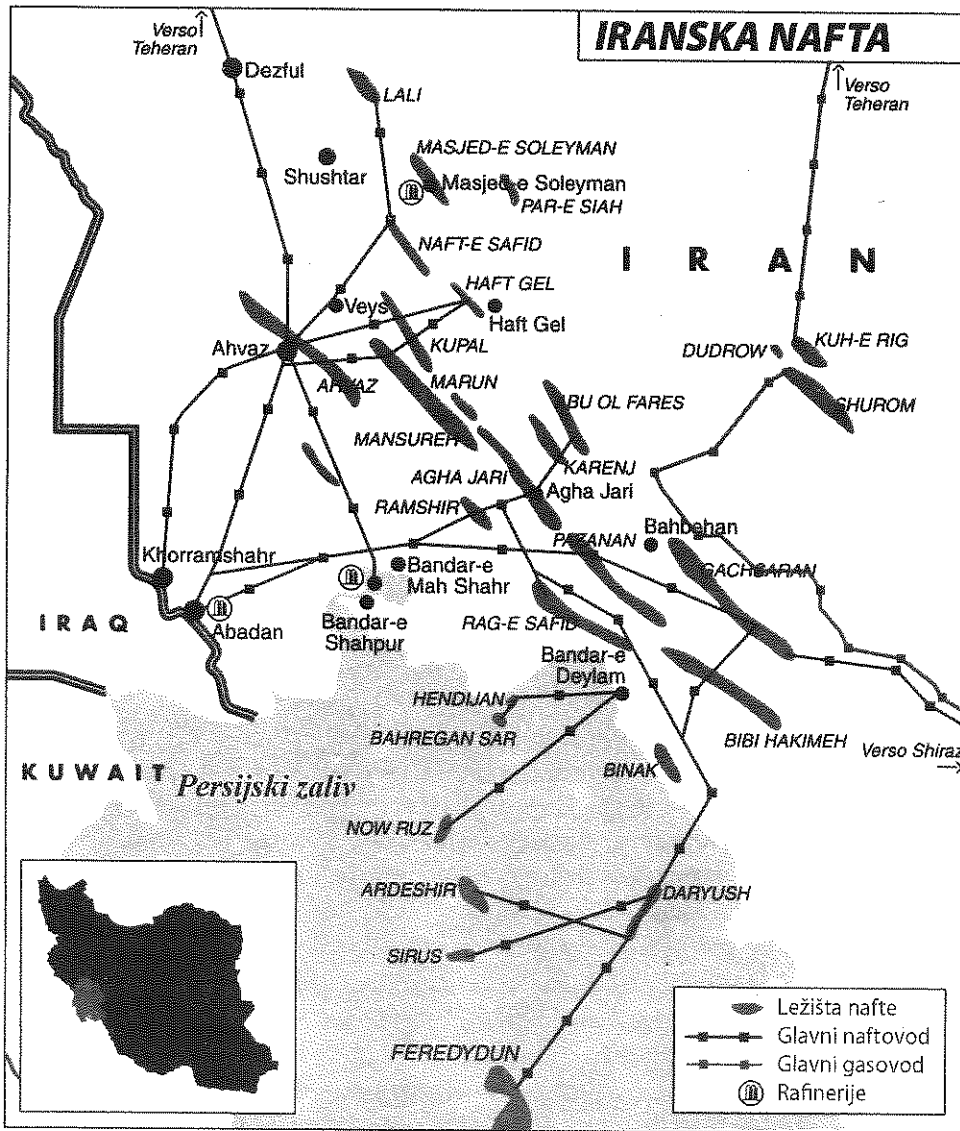 IRANSKA NAFTA
Verso
Teheran
Verso
Teheran
Dezful
LALI
MASJED-E SOLEYMAN
Shushtar
Masjed-e Soleyman
PAR-E SIAH
NAFT-E SAFID
I R A N
HAFT GEL
Veys
Haft Gel
Ahvaz
KUPAL
DUDROW
KUH-E RIG
AHVAZ
MARUN
ABU OL FARES
SHUROM
MANSUREH
AGHA JARI
KARENJ
Agha Jari
RAMSHIR
PAZANAN
Bahbehan
Khorramshahr
Bandar-e
Mah Shahr
GACHSARAN
IRAQ
Abadan
Bandar-e
Shahpur
RAG-E SAFID
Bandar-e
Deylam
HENDIJAN
BAHREGAN SAR
BIBI HAKIMEH
Verso Shiraz
BINAK
KUWAIT
Persijski zaliv
NOW RUZ
ARDESHIR
DARYUSH
SIRUS
FEREDYDUN
Ležišta nafte
Glavni naftovod
Glavni gasovod
Rafinerije